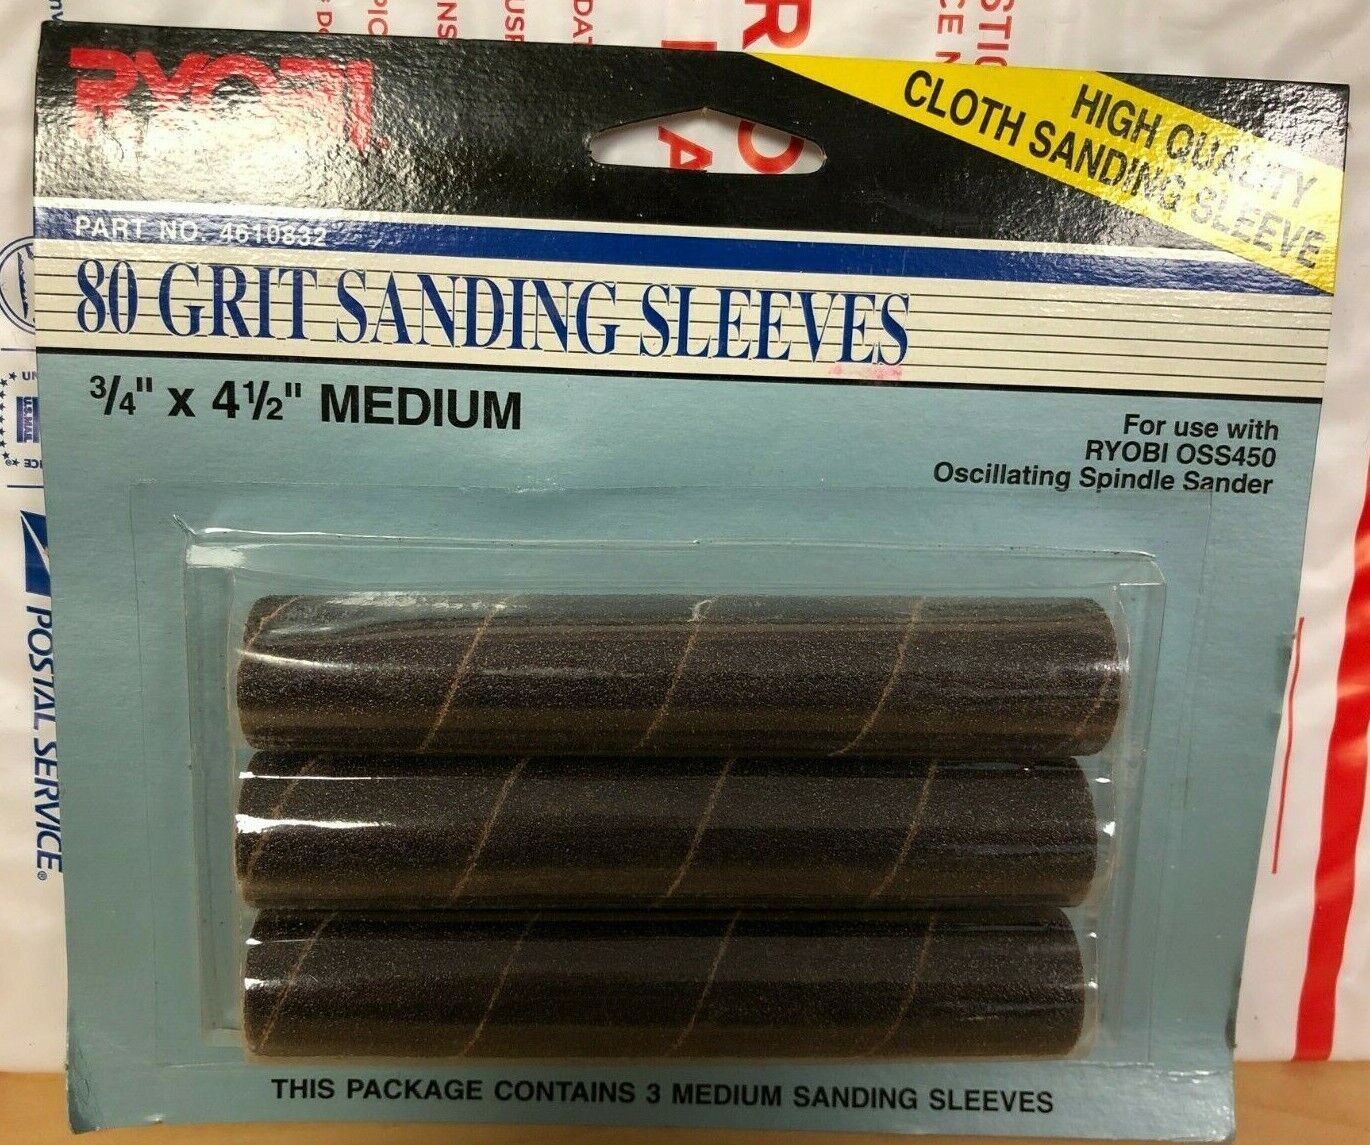 RYOBI
HIGH QUALITY
CLOTH SANDING SLEEVE
PART NO. 4610832
80 GRIT SANDING SLEEVES
3/4" x 4 1/2" MEDIUM
For use with
RYOBI OSS450
Oscillating Spindle Sander
THIS PACKAGE CONTAINS 3 MEDIUM SANDING SLEEVES
POSTAL SERVICE®
U.S. MAIL